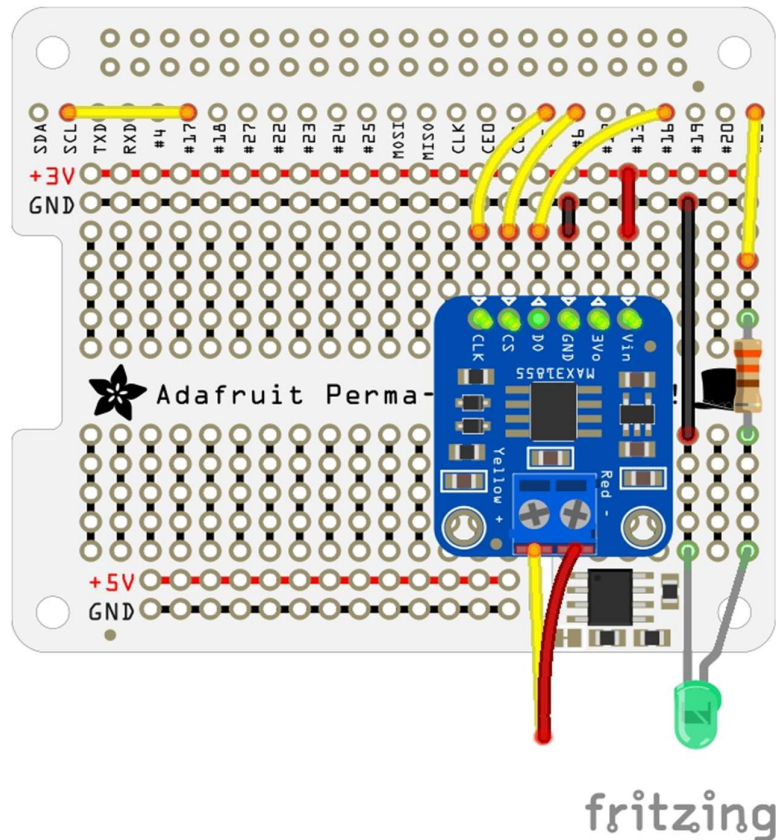 SDA SCL TXD RXD #4 #17 #18 #27 #22 #23 #24 #25 MOSI MISO CLK CE0 #6 #13 #16 #19 #20
+3V
GND
CLK CS DO GND 3Vo Vin
MAX31855
Adafruit Perma-
Yellow + Red -
+5V
GND
fritzing